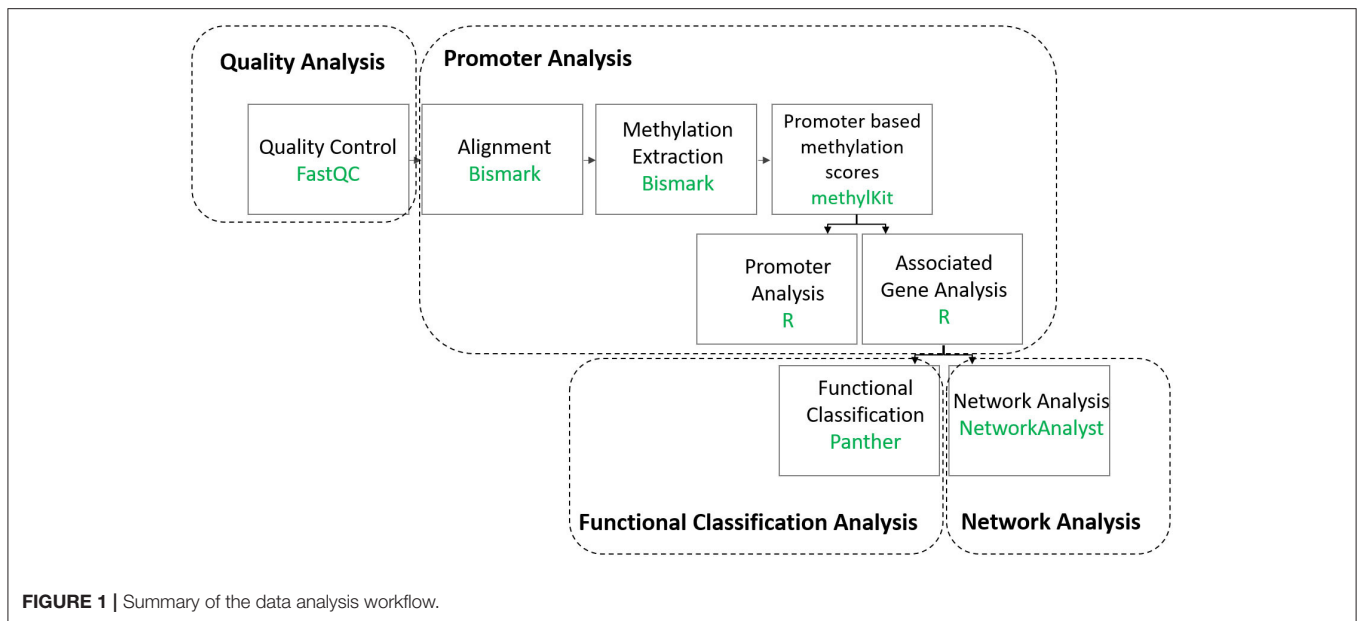 Quality Analysis
Promoter Analysis
Quality Control
FastQC
Alignment
Bismark
Methylation
Extraction
Bismark
Promoter based
methylation
scores
methylKit
Promoter
Analysis
R
Associated
Gene Analysis
R
Functional
Classification
Panther
Network Analysis
NetworkAnalyst
Functional Classification Analysis
Network Analysis
FIGURE 1 | Summary of the data analysis workflow.